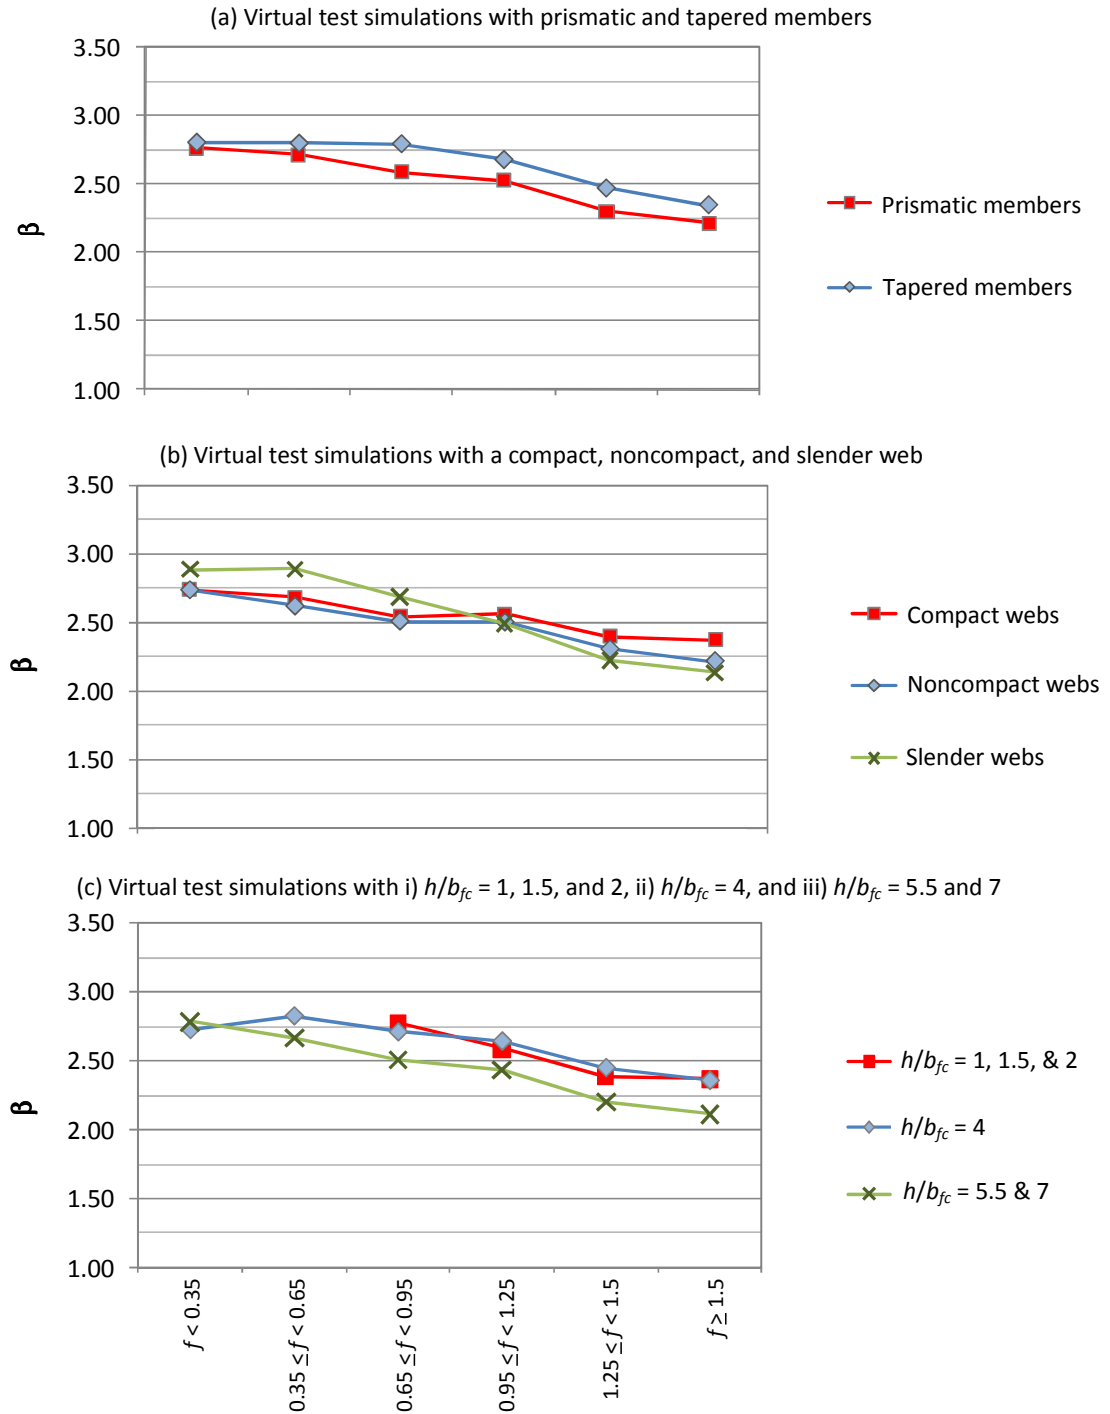 (a) Virtual test simulations with prismatic and tapered members
3.50
3.00
2.50
2.00
1.50
1.00
β
Prismatic members
Tapered members
(b) Virtual test simulations with a compact, noncompact, and slender web
3.50
3.00
2.50
2.00
1.50
1.00
β
Compact webs
Noncompact webs
Slender webs
(c) Virtual test simulations with i) h/bfc = 1, 1.5, and 2, ii) h/bfc = 4, and iii) h/bfc = 5.5 and 7
3.50
3.00
2.50
2.00
1.50
1.00
β
h/bfc = 1, 1.5, & 2
h/bfc = 4
h/bfc = 5.5 & 7
f < 0.35
0.35 ≤ f < 0.65
0.65 ≤ f < 0.95
0.95 ≤ f < 1.25
1.25 ≤ f < 1.5
f ≥ 1.5